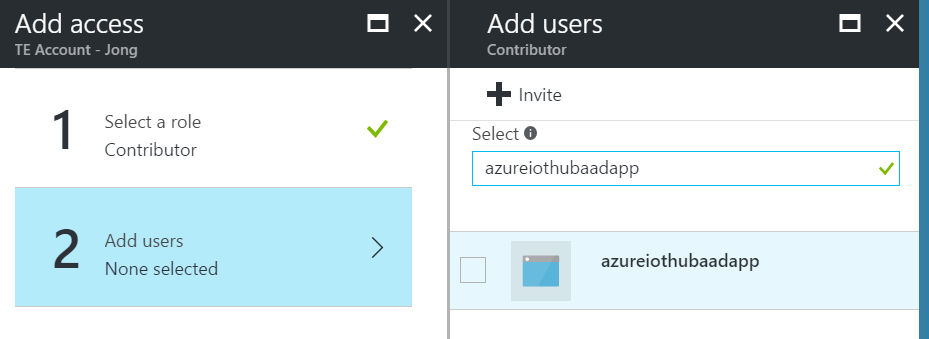 Add access
TE Account - Jong
1
Select a role
Contributor
2
Add users
None selected
Add users
Contributor
Invite
Select
azureiothubaadapp
azureiothubaadapp